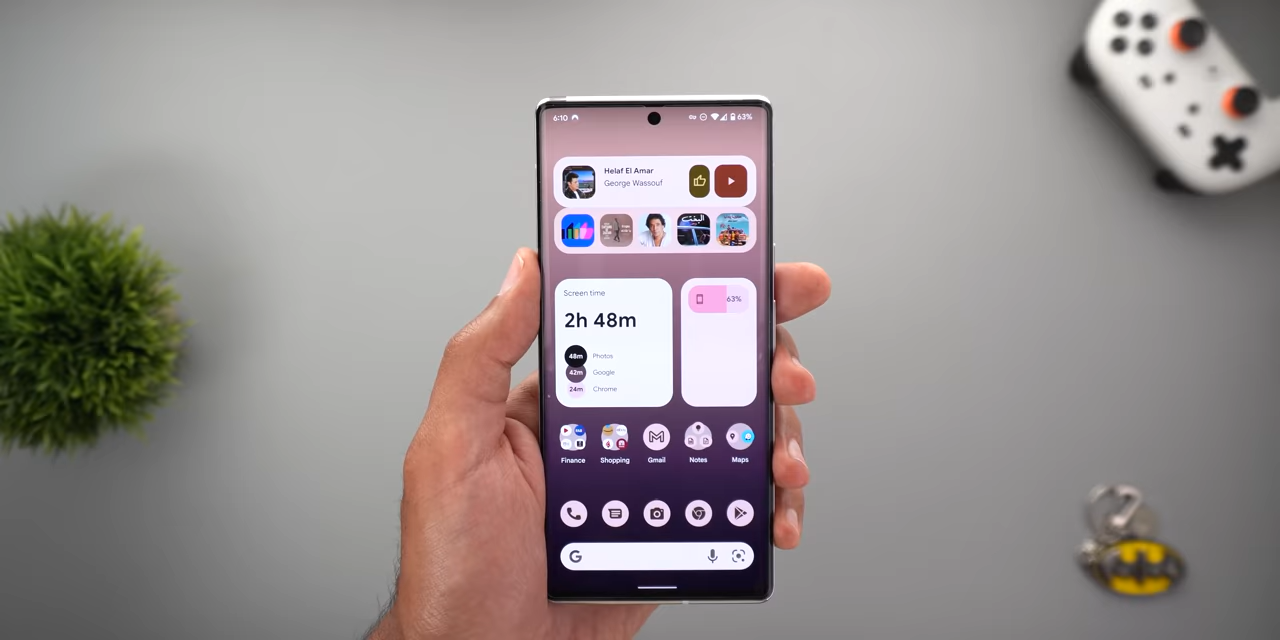 6:10
63%
Helaf El Amar
George Wassouf
البخت
Screen time
2h 48m
48m Photos
42m Google
24m Chrome
63%
Finance
Shopping
Gmail
Notes
Maps
G